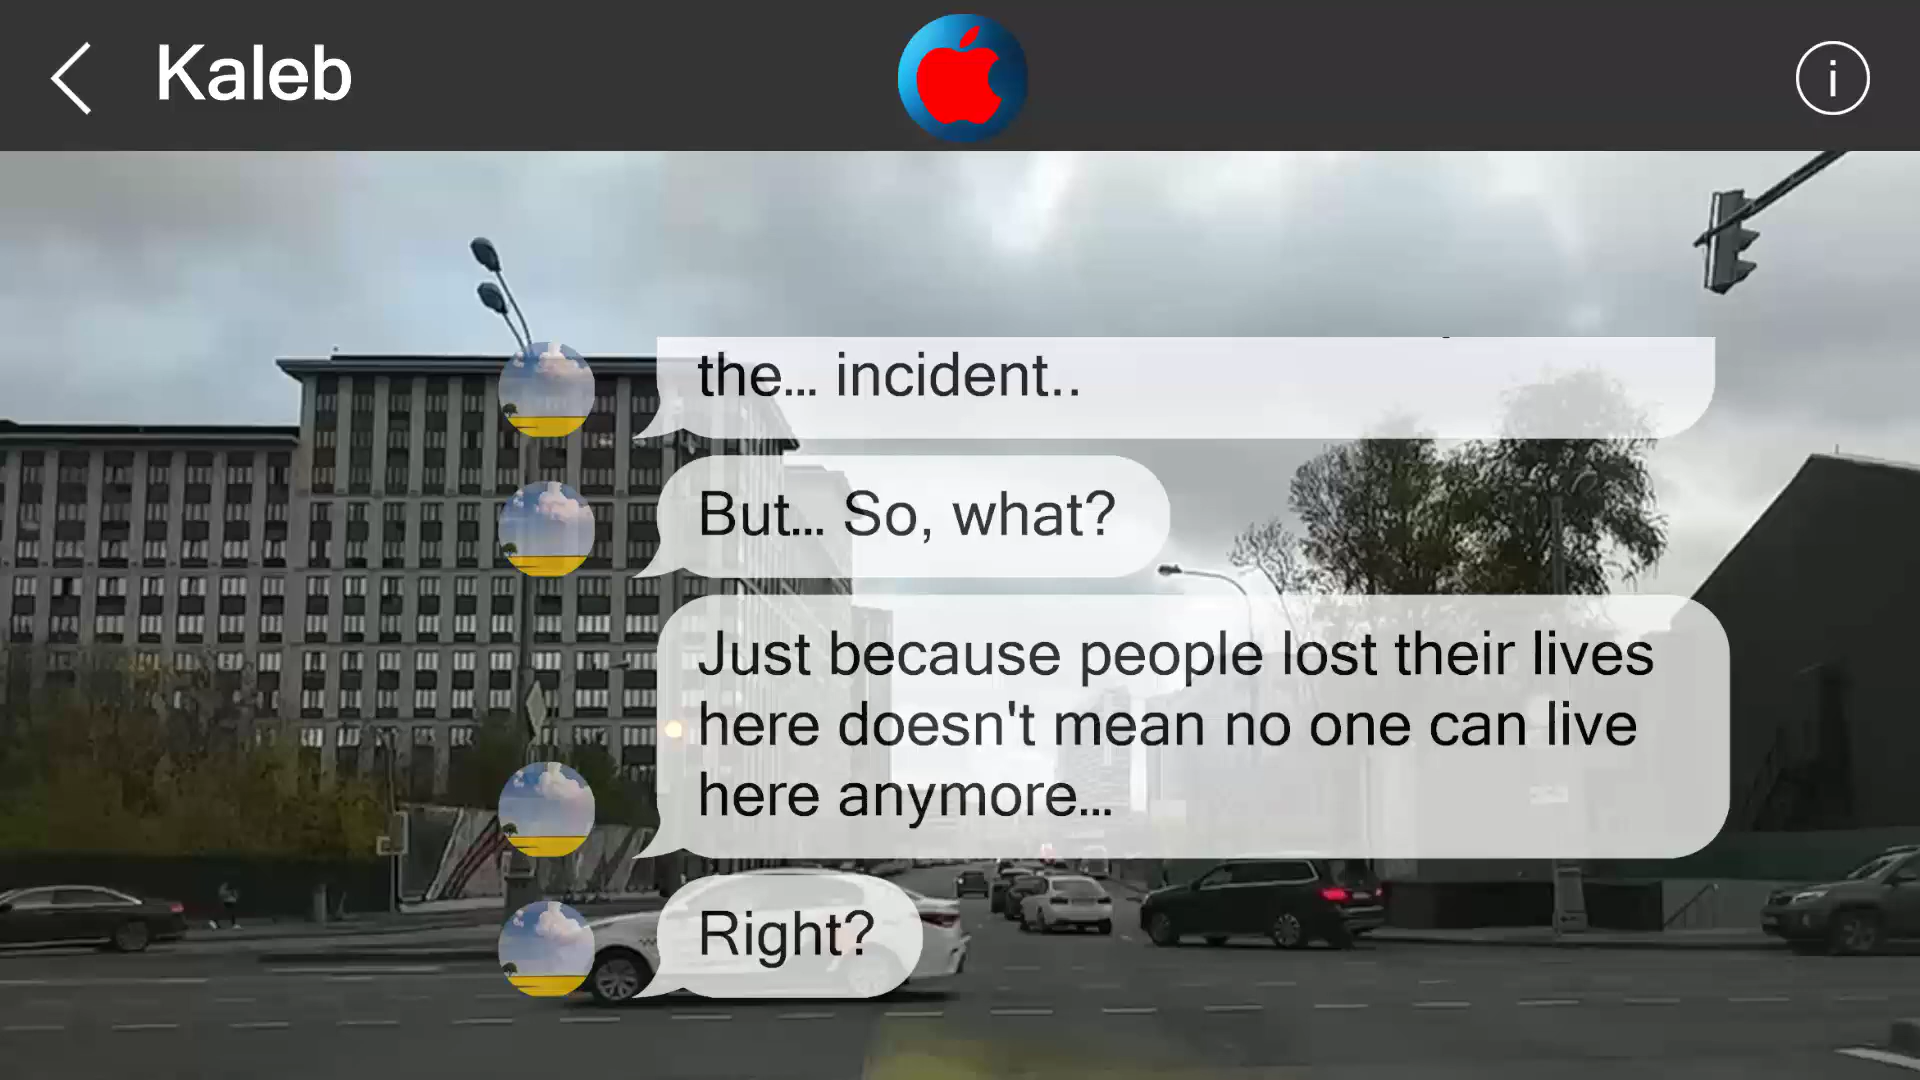 Kaleb
the... incident..
But... So, what?
Just because people lost their lives
here doesn't mean no one can live
here anymore...
Right?